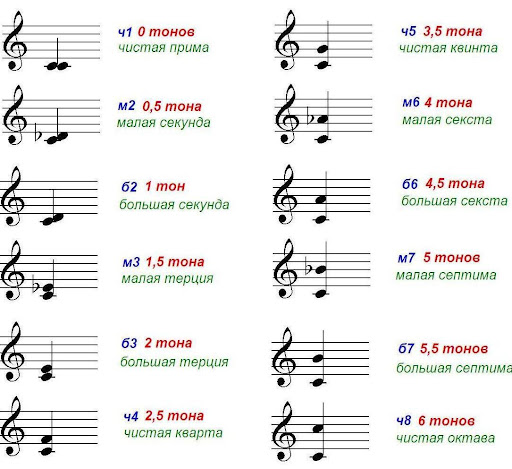 ч1 0 тонов
чистая прима
м2 0,5 тона
малая секунда
б2 1 тон
большая секунда
м3 1,5 тона
малая терция
б3 2 тона
большая терция
ч4 2,5 тона
чистая кварта
ч5 3,5 тона
чистая квинта
м6 4 тона
малая секста
б6 4,5 тона
большая секста
м7 5 тонов
малая септима
б7 5,5 тонов
большая септима
ч8 6 тонов
чистая октава